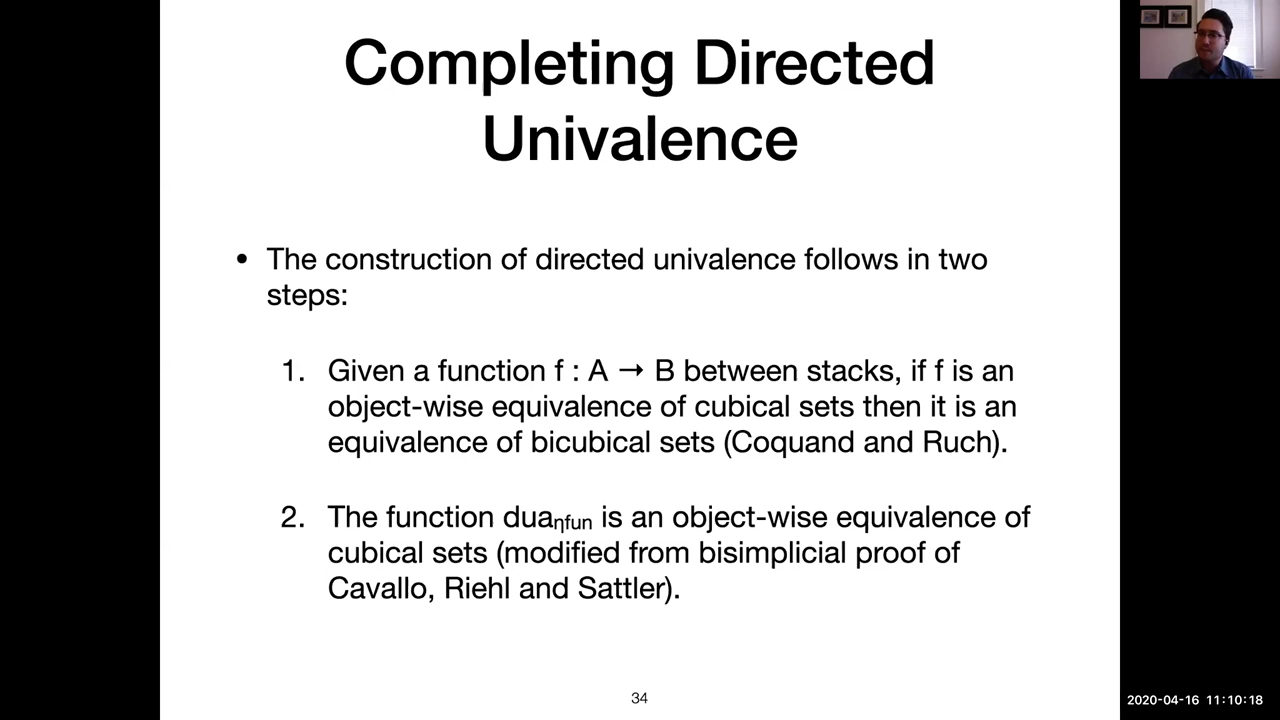 Completing Directed
Univalence
• The construction of directed univalence follows in two
steps:
1. Given a function f : A → B between stacks, if f is an
object-wise equivalence of cubical sets then it is an
equivalence of bicubical sets (Coquand and Ruch).
2. The function duaηfun is an object-wise equivalence of
cubical sets (modified from bisimplicial proof of
Cavallo, Riehl and Sattler).
34
2020-04-16 11:10:18